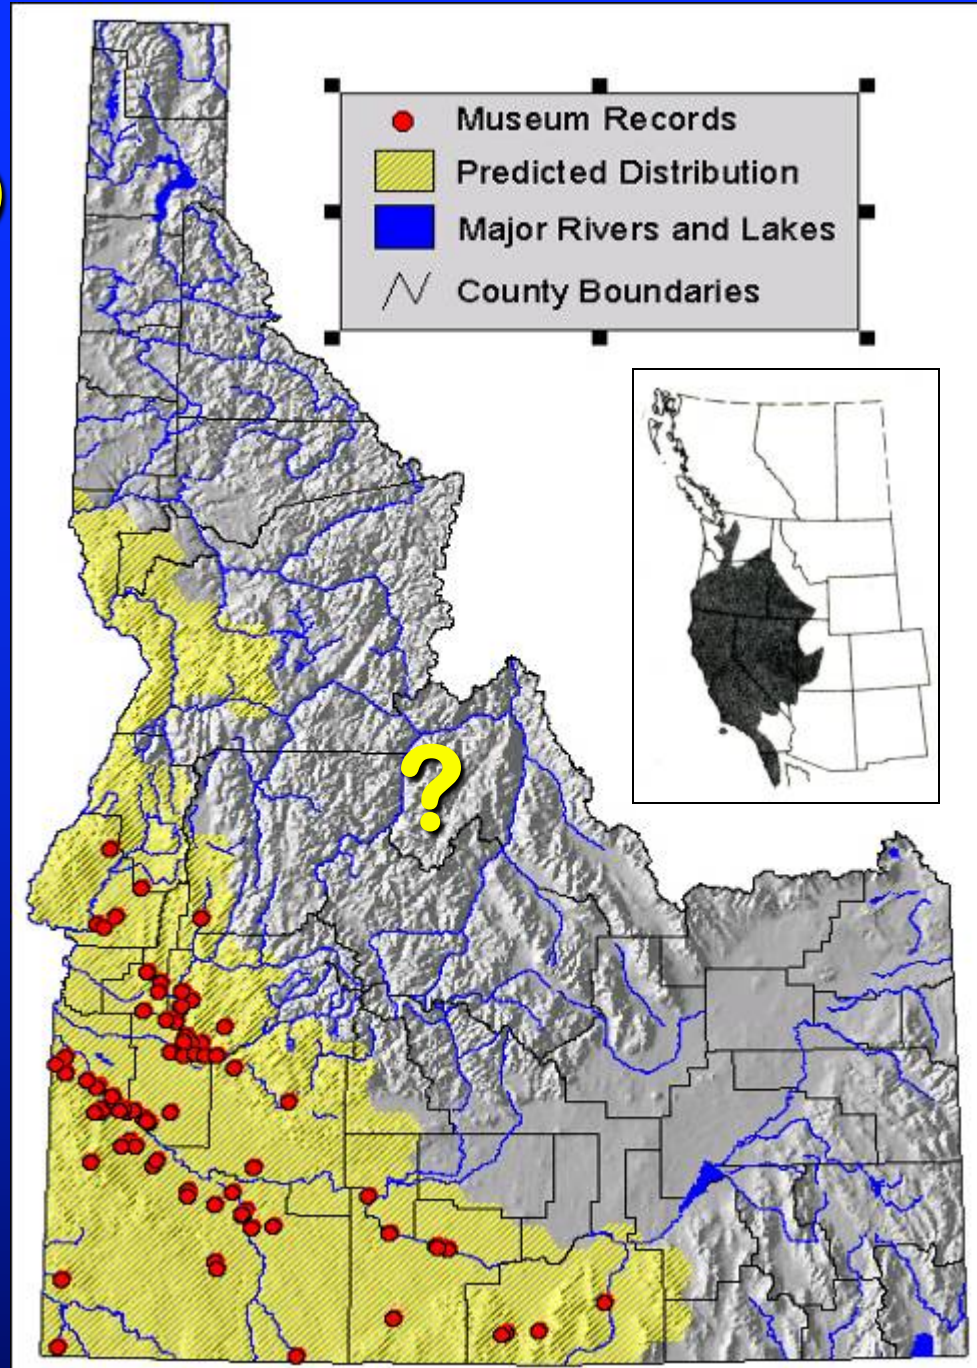 Museum Records
Predicted Distribution
Major Rivers and Lakes
County Boundaries
?